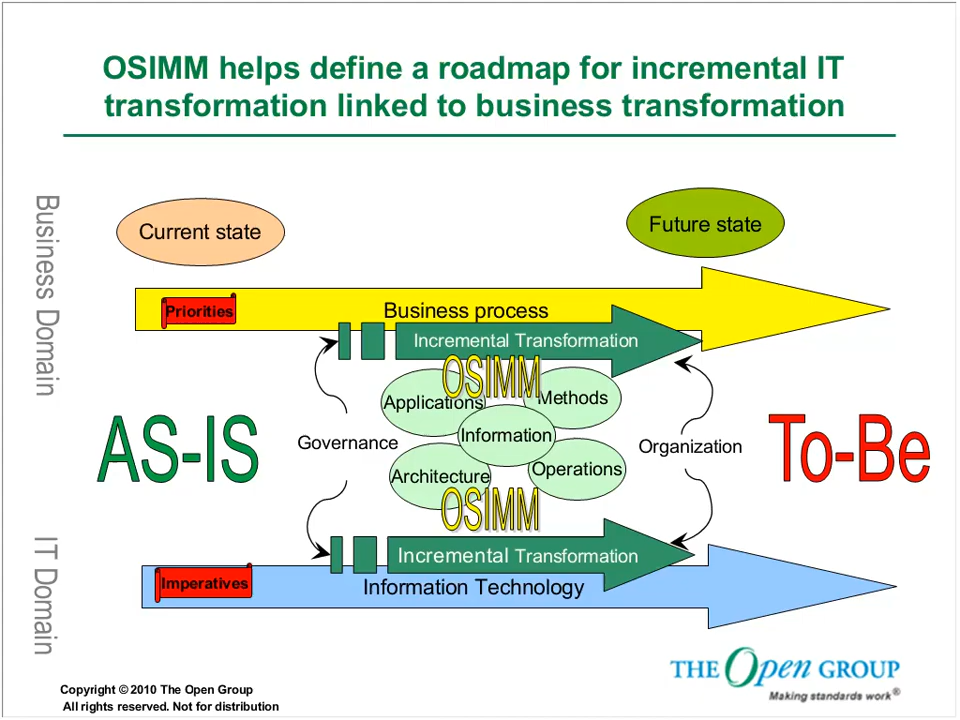 OSIMM helps define a roadmap for incremental IT
transformation linked to business transformation
Business Domain
Current state
Future state
Priorities
Business process
Incremental Transformation
OSIMM
Applications
Methods
Information
Governance
Organization
Architecture
Operations
OSIMM
AS-IS
To-Be
IT Domain
Incremental Transformation
Imperatives
Information Technology
THE Open GROUP
Making standards work®
Copyright © 2010 The Open Group
All rights reserved. Not for distribution